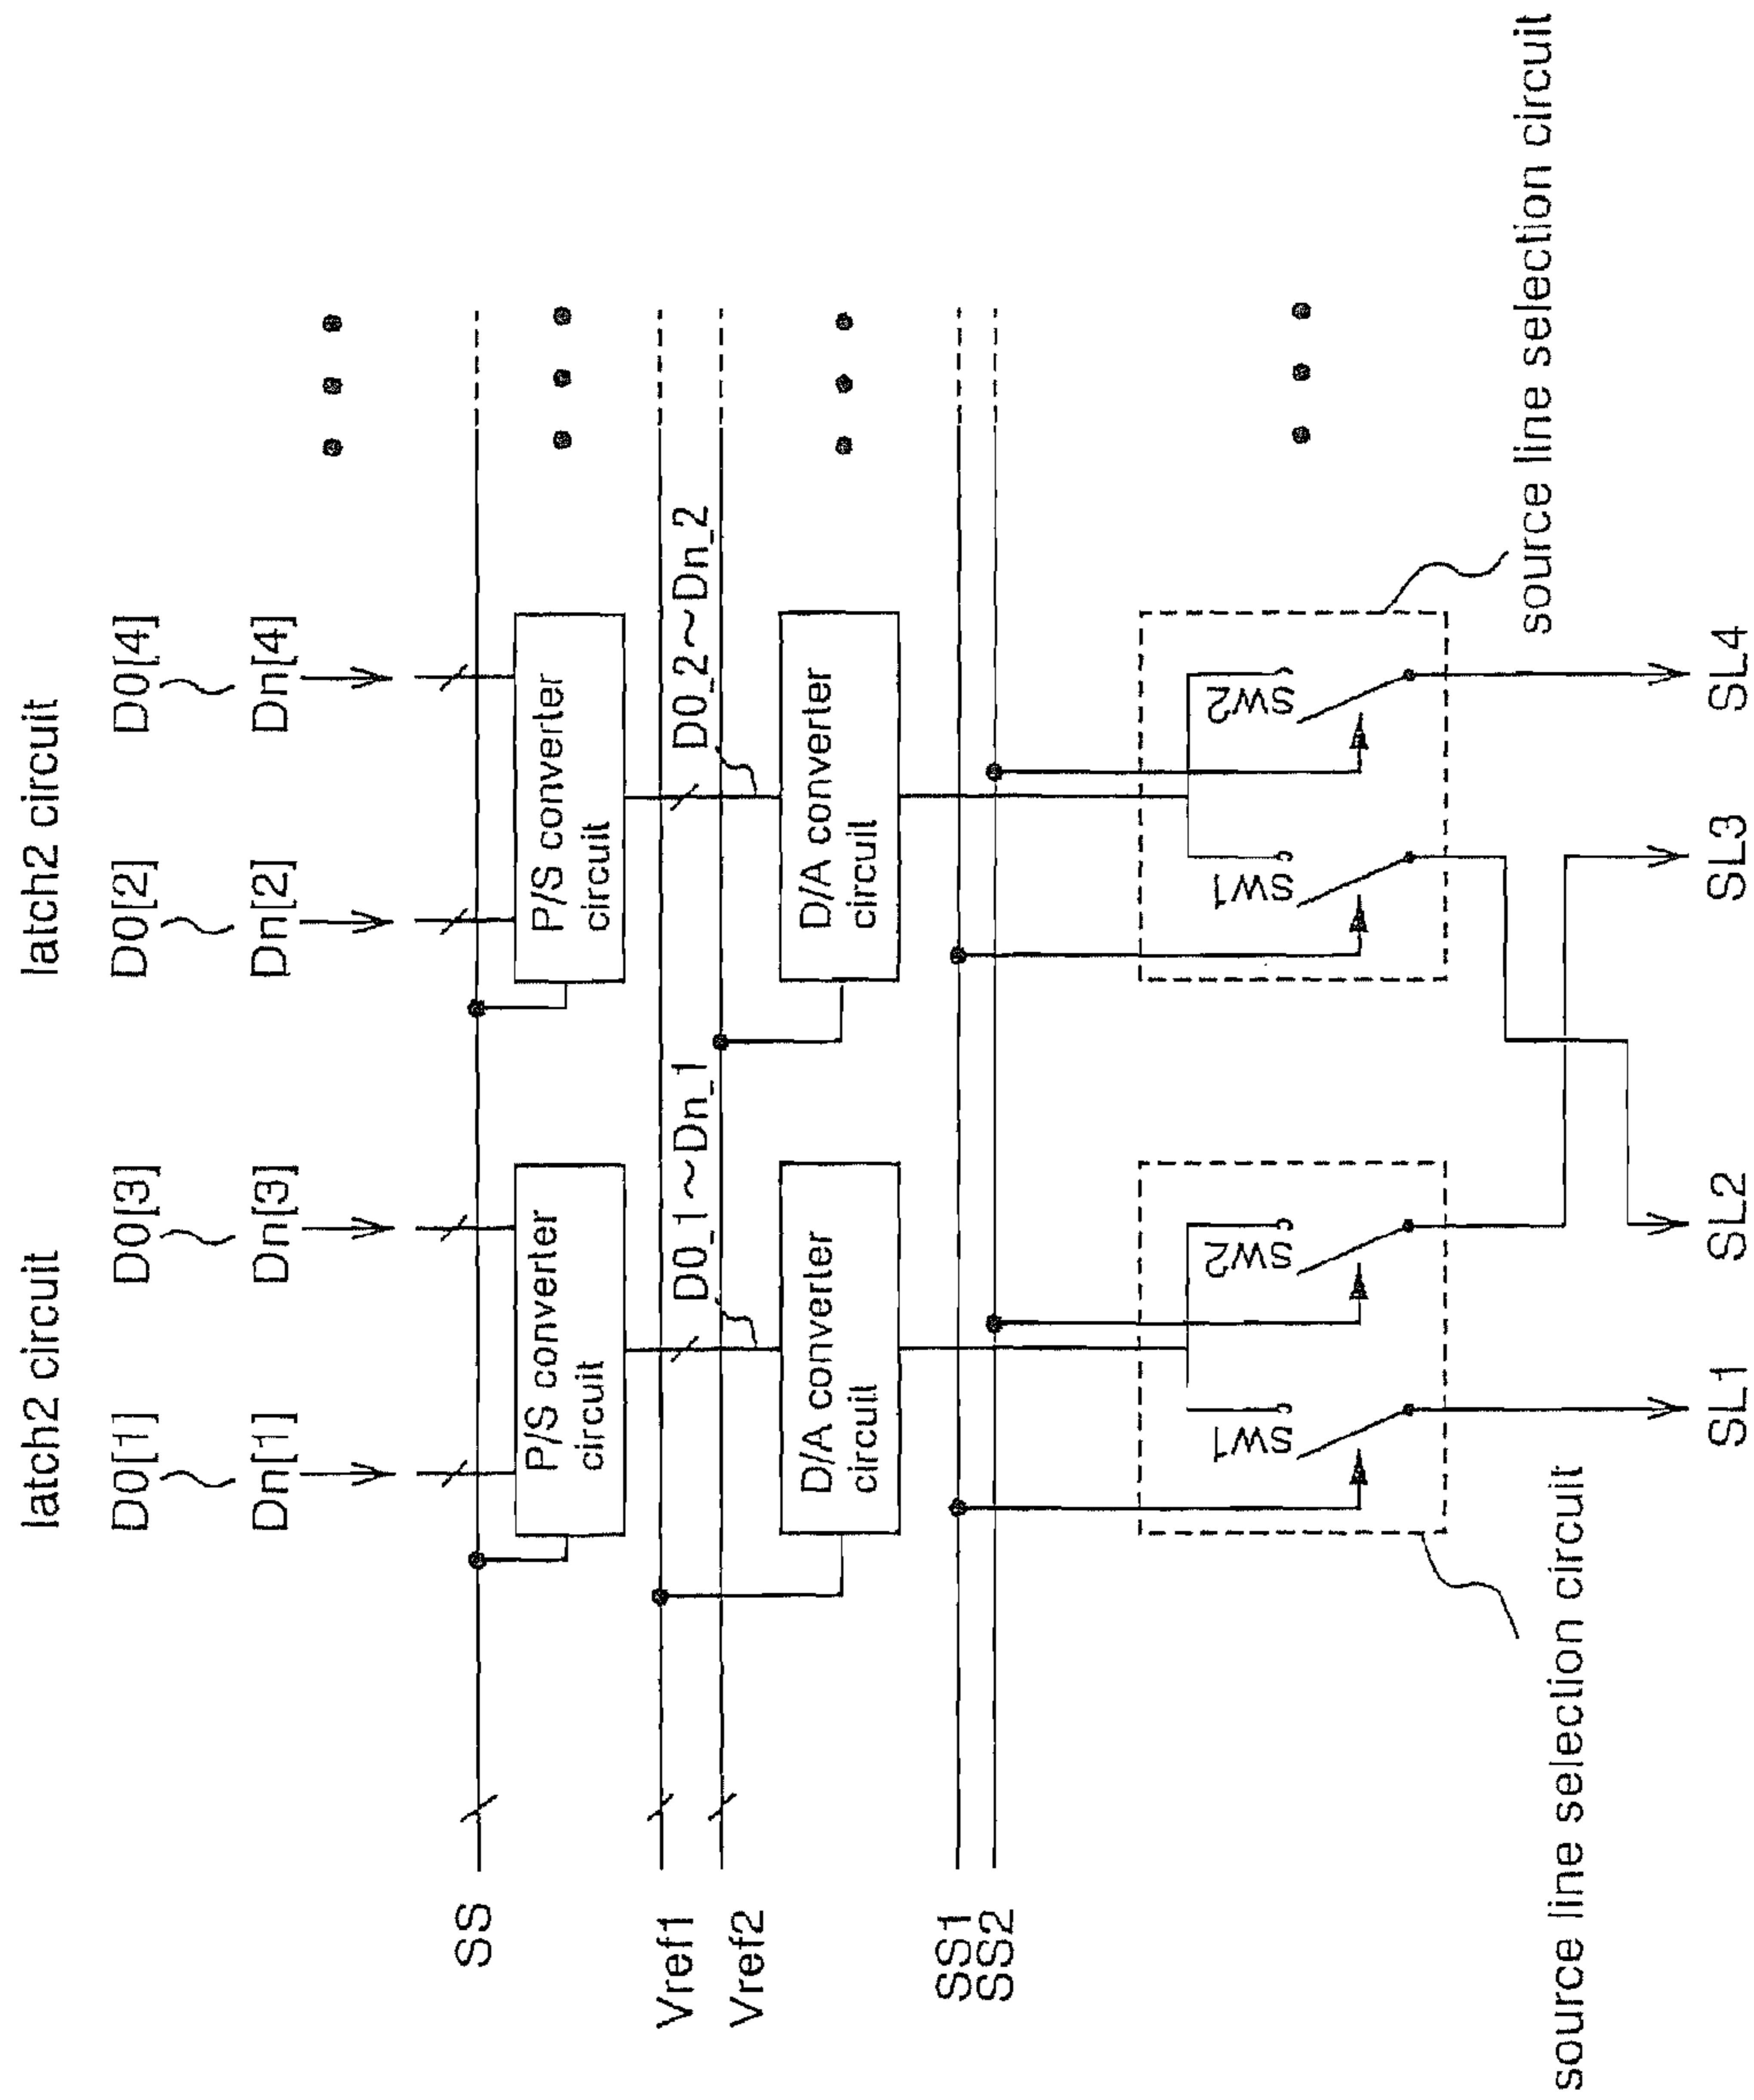 latch2 circuit
latch2 circuit
D0[1]
D0[3]
D0[2]
D0[4]
Dn[1]
Dn[3]
Dn[2]
Dn[4]
SS
P/S converter
circuit
P/S converter
circuit
Vref1
D0_1~Dn_1
D0_2~Dn_2
Vref2
D/A converter
circuit
D/A converter
circuit
SS1
SS2
SW1
SW2
SW1
SW2
source line selection circuit
source line selection circuit
SL1
SL2
SL3
SL4